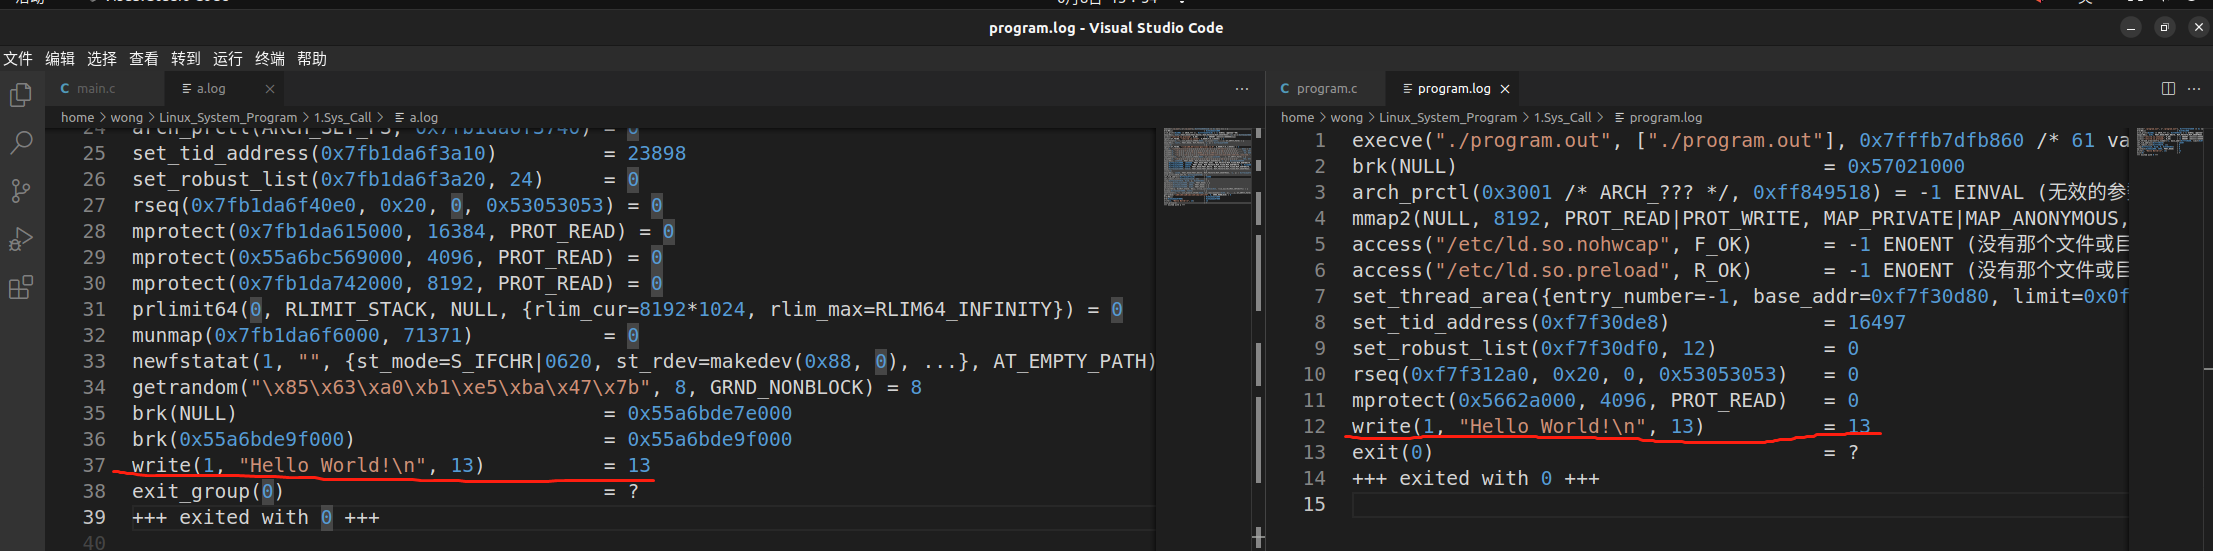 program.log - Visual Studio Code
文件 编辑 选择 查看 转到 运行 终端 帮助
main.c
a.log
home > wong > Linux_System_Program > 1.Sys_Call > a.log
24 arch_prctl(ARCH_SET_FS, 0x7fb1da6f3740) = 0
25 set_tid_address(0x7fb1da6f3a10) = 23898
26 set_robust_list(0x7fb1da6f3a20, 24) = 0
27 rseq(0x7fb1da6f40e0, 0x20, 0, 0x53053053) = 0
28 mprotect(0x7fb1da615000, 16384, PROT_READ) = 0
29 mprotect(0x55a6bc569000, 4096, PROT_READ) = 0
30 mprotect(0x7fb1da742000, 8192, PROT_READ) = 0
31 prlimit64(0, RLIMIT_STACK, NULL, {rlim_cur=8192*1024, rlim_max=RLIM64_INFINITY}) = 0
32 munmap(0x7fb1da6f6000, 71371) = 0
33 newfstatat(1, "", {st_mode=S_IFCHR|0620, st_rdev=makedev(0x88, 0), ...}, AT_EMPTY_PATH)
34 getrandom("\x85\x63\xa0\xb1\xe5\xba\x47\x7b", 8, GRND_NONBLOCK) = 8
35 brk(NULL) = 0x55a6bde7e000
36 brk(0x55a6bde9f000) = 0x55a6bde9f000
37 write(1, "Hello World!\n", 13) = 13
38 exit_group(0) = ?
39 +++ exited with 0 +++
40
program.c
program.log
home > wong > Linux_System_Program > 1.Sys_Call > program.log
1 execve("./program.out", ["./program.out"], 0x7fffb7dfb860 /* 61 va
2 brk(NULL) = 0x57021000
3 arch_prctl(0x3001 /* ARCH_??? */, 0xff849518) = -1 EINVAL (无效的参
4 mmap2(NULL, 8192, PROT_READ|PROT_WRITE, MAP_PRIVATE|MAP_ANONYMOUS,
5 access("/etc/ld.so.nohwcap", F_OK) = -1 ENOENT (没有那个文件或目
6 access("/etc/ld.so.preload", R_OK) = -1 ENOENT (没有那个文件或目
7 set_thread_area({entry_number=-1, base_addr=0xf7f30d80, limit=0x0f
8 set_tid_address(0xf7f30de8) = 16497
9 set_robust_list(0xf7f30df0, 12) = 0
10 rseq(0xf7f312a0, 0x20, 0, 0x53053053) = 0
11 mprotect(0x5662a000, 4096, PROT_READ) = 0
12 write(1, "Hello World!\n", 13) = 13
13 exit(0) = ?
14 +++ exited with 0 +++
15